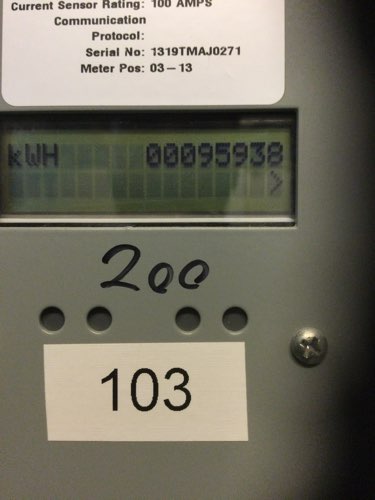 Current Sensor Rating: 100 AMPS
Communication
Protocol:
Serial No: 1319TMAJ0271
Meter Pos: 03-13
kWH 00095938
>
200
103